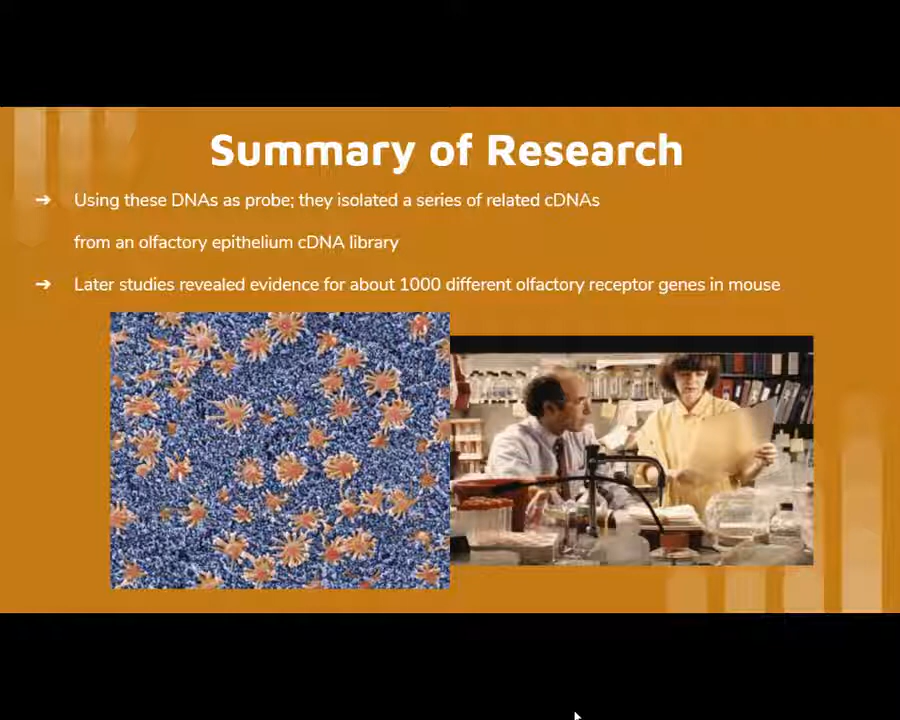 Summary of Research
➔ Using these DNAs as probe; they isolated a series of related cDNAs
from an olfactory epithelium cDNA library
➔ Later studies revealed evidence for about 1000 different olfactory receptor genes in mouse